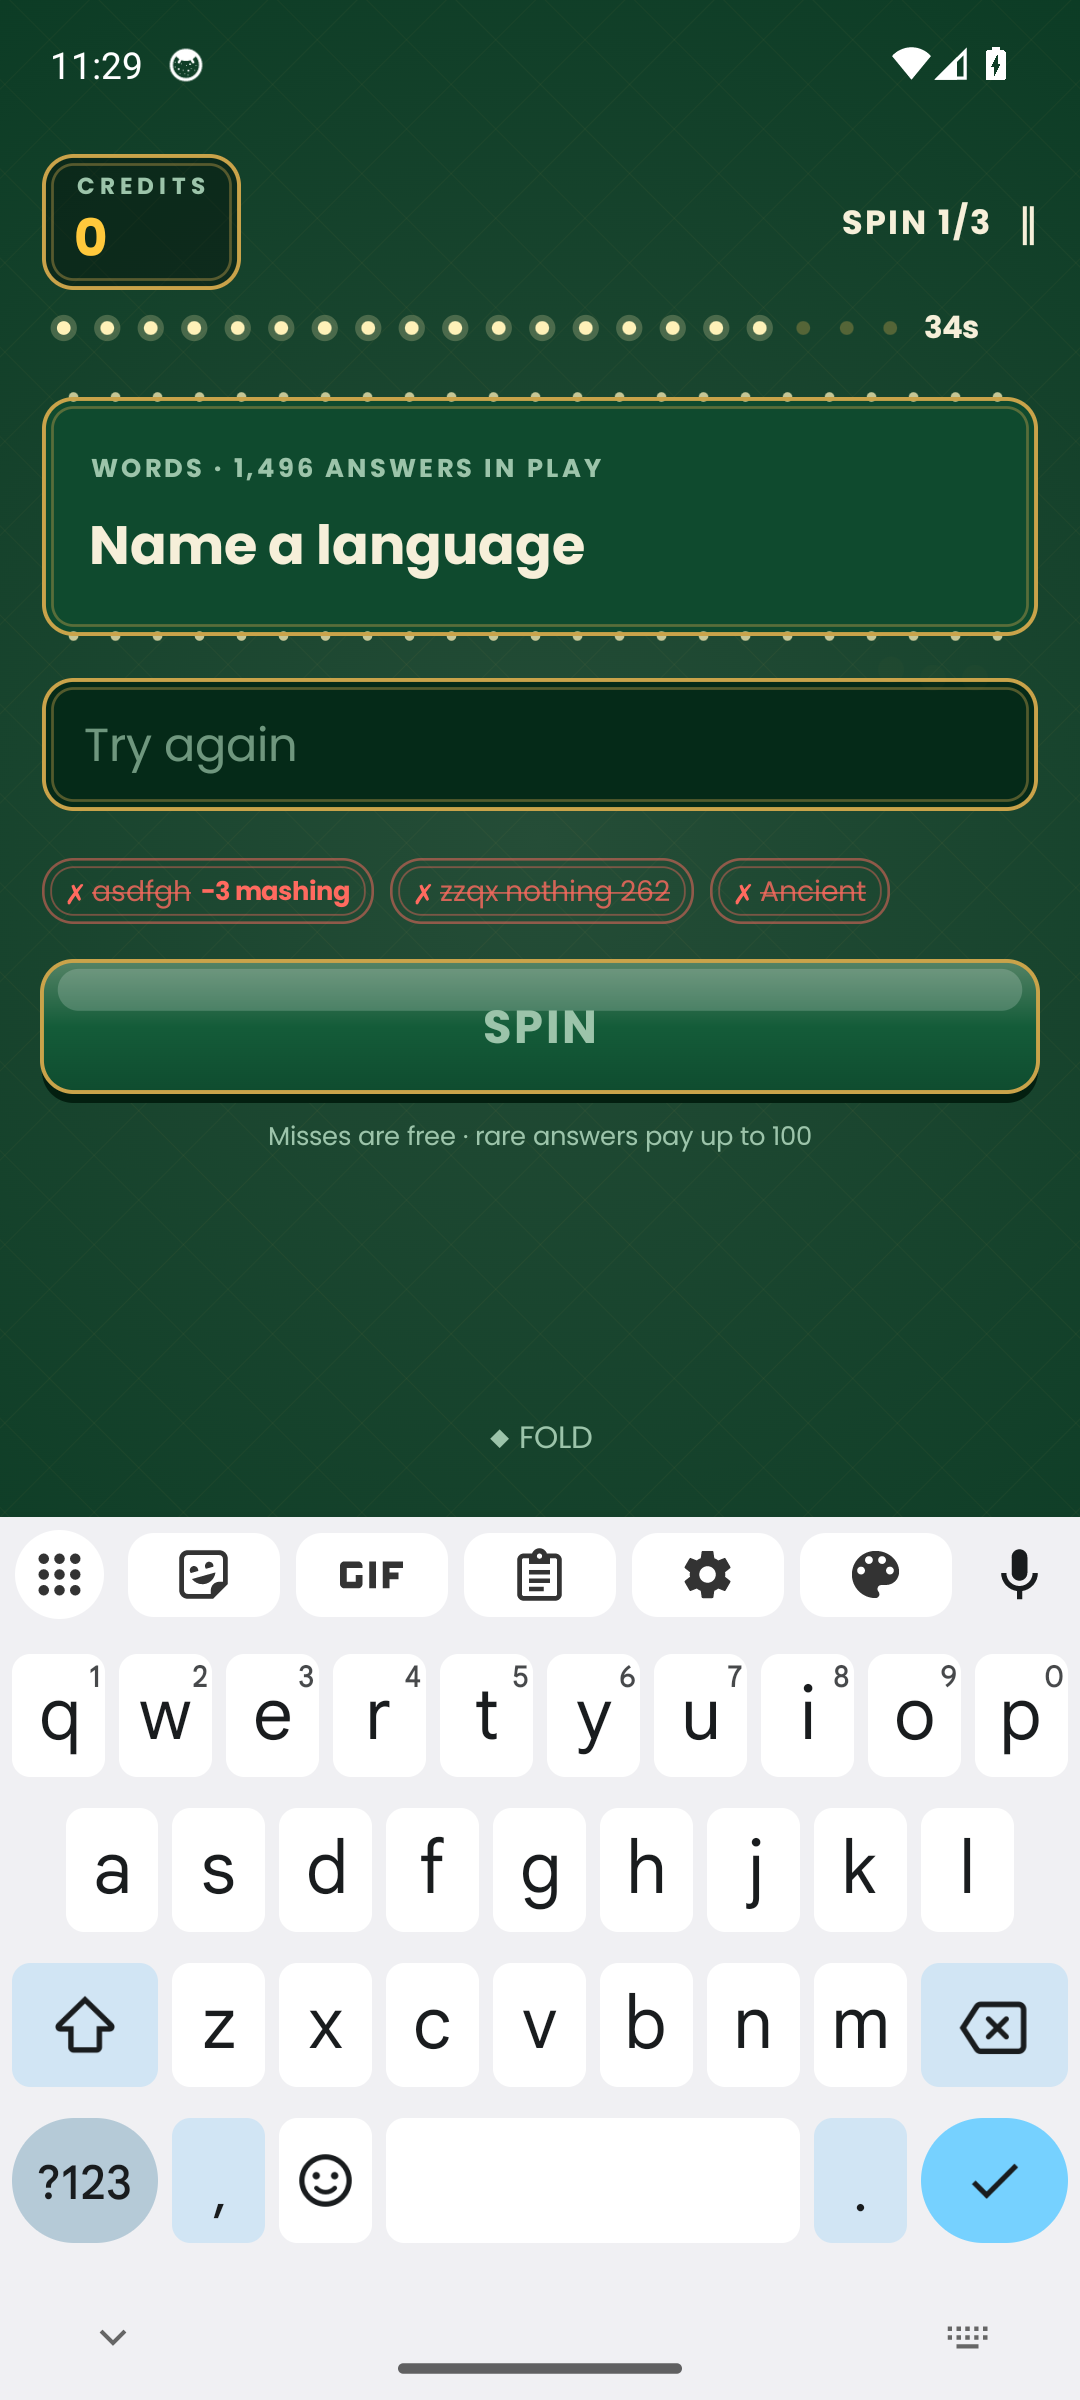 11:29
CREDITS
0
SPIN 1/3
34s
WORDS · 1,496 ANSWERS IN PLAY
Name a language
Try again
✗ asdfgh -3 mashing ✗ zzqx nothing 262 ✗ Ancient
SPIN
Misses are free · rare answers pay up to 100
◆ FOLD
GIF
q 1 w 2 e 3 r 4 t 5 y 6 u 7 i 8 o 9 p 0
a s d f g h j k l
z x c v b n m
?123 , .